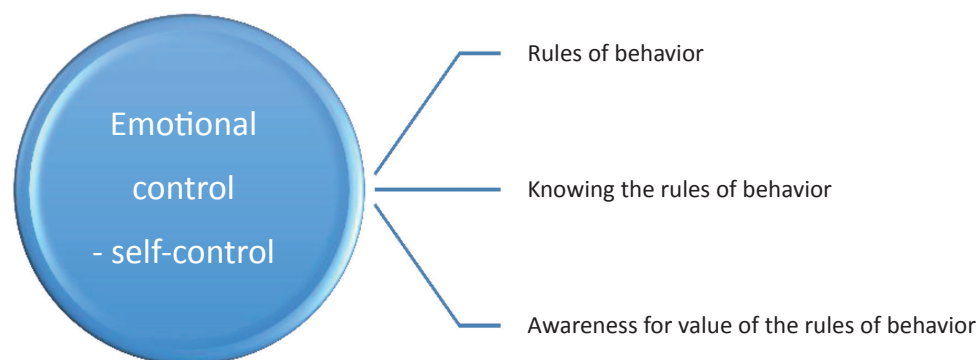 Emotional
control
- self-control
Rules of behavior
Knowing the rules of behavior
Awareness for value of the rules of behavior